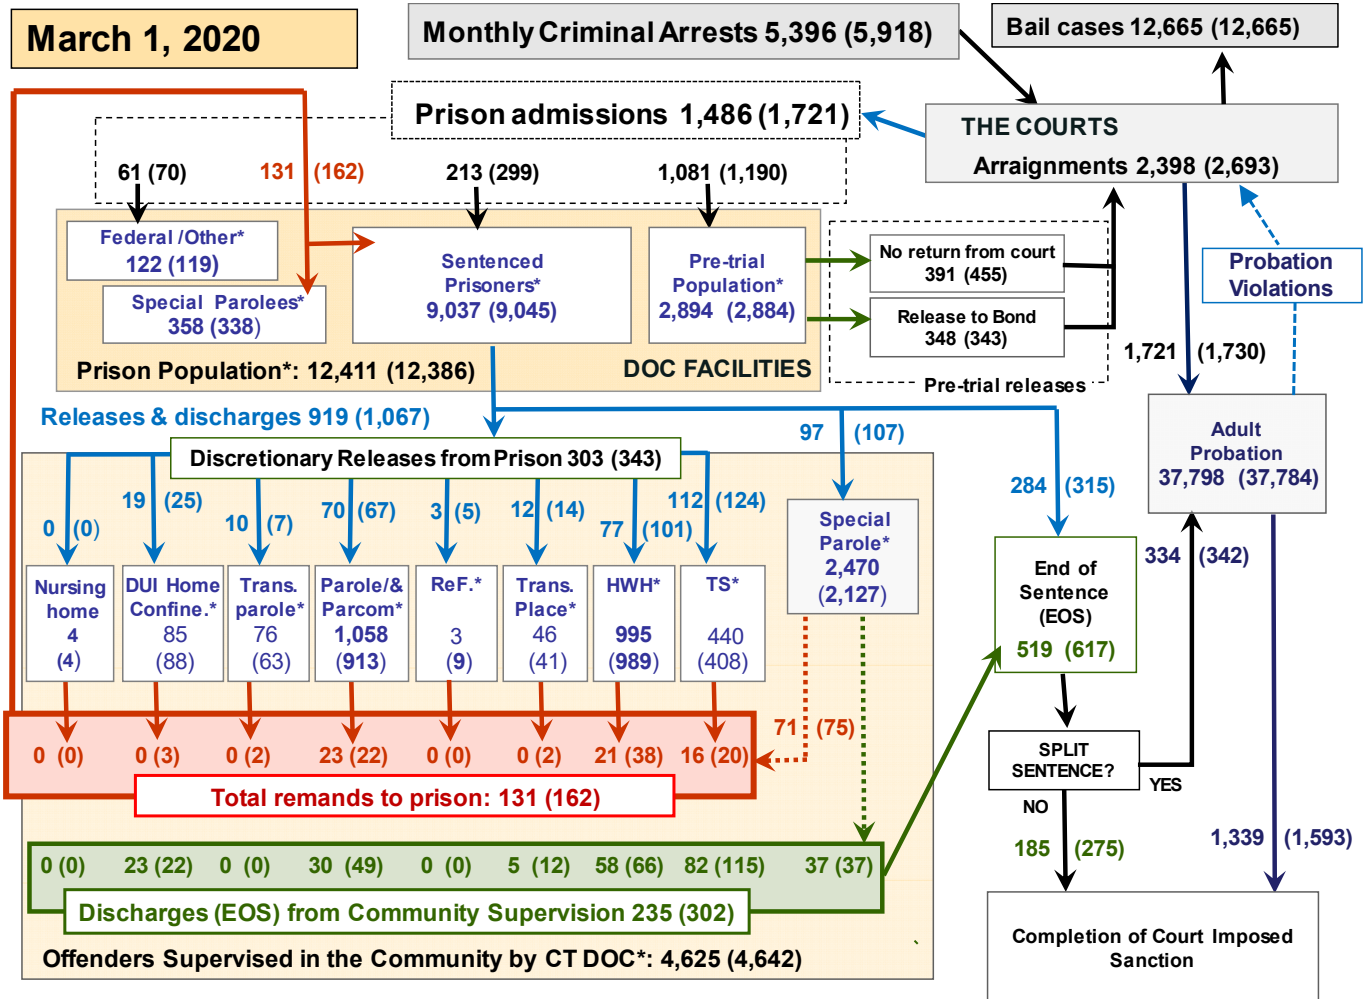 March 1, 2020
Monthly Criminal Arrests 5,396 (5,918)
Bail cases 12,665 (12,665)
Prison admissions 1,486 (1,721)
THE COURTS
Arraignments 2,398 (2,693)
61 (70)
131 (162)
213 (299)
1,081 (1,190)
Federal /Other*
122 (119)
Special Parolees*
358 (338)
Sentenced
Prisoners*
9,037 (9,045)
Pre-trial
Population*
2,894 (2,884)
No return from court
391 (455)
Release to Bond
348 (343)
Probation
Violations
Prison Population*: 12,411 (12,386)
DOC FACILITIES
Pre-trial releases
1,721 (1,730)
Releases & discharges 919 (1,067)
97 (107)
Adult
Probation
37,798 (37,784)
Discretionary Releases from Prison 303 (343)
284 (315)
0 (0)
19 (25)
10 (7)
70 (67)
3 (5)
12 (14)
77 (101)
112 (124)
Special
Parole*
2,470
(2,127)
334 (342)
Nursing
home
4
(4)
DUI Home
Confine.*
85
(88)
Trans.
parole*
76
(63)
Parole/&
Parcom*
1,058
(913)
ReF.*
3
(9)
Trans.
Place*
46
(41)
HWH*
995
(989)
TS*
440
(408)
End of
Sentence
(EOS)
519 (617)
71 (75)
0 (0) 0 (3) 0 (2) 23 (22) 0 (0) 0 (2) 21 (38) 16 (20)
Total remands to prison: 131 (162)
SPLIT
SENTENCE?
YES
NO
185 (275)
1,339 (1,593)
0 (0) 23 (22) 0 (0) 30 (49) 0 (0) 5 (12) 58 (66) 82 (115) 37 (37)
Discharges (EOS) from Community Supervision 235 (302)
Offenders Supervised in the Community by CT DOC*: 4,625 (4,642)
Completion of Court Imposed
Sanction